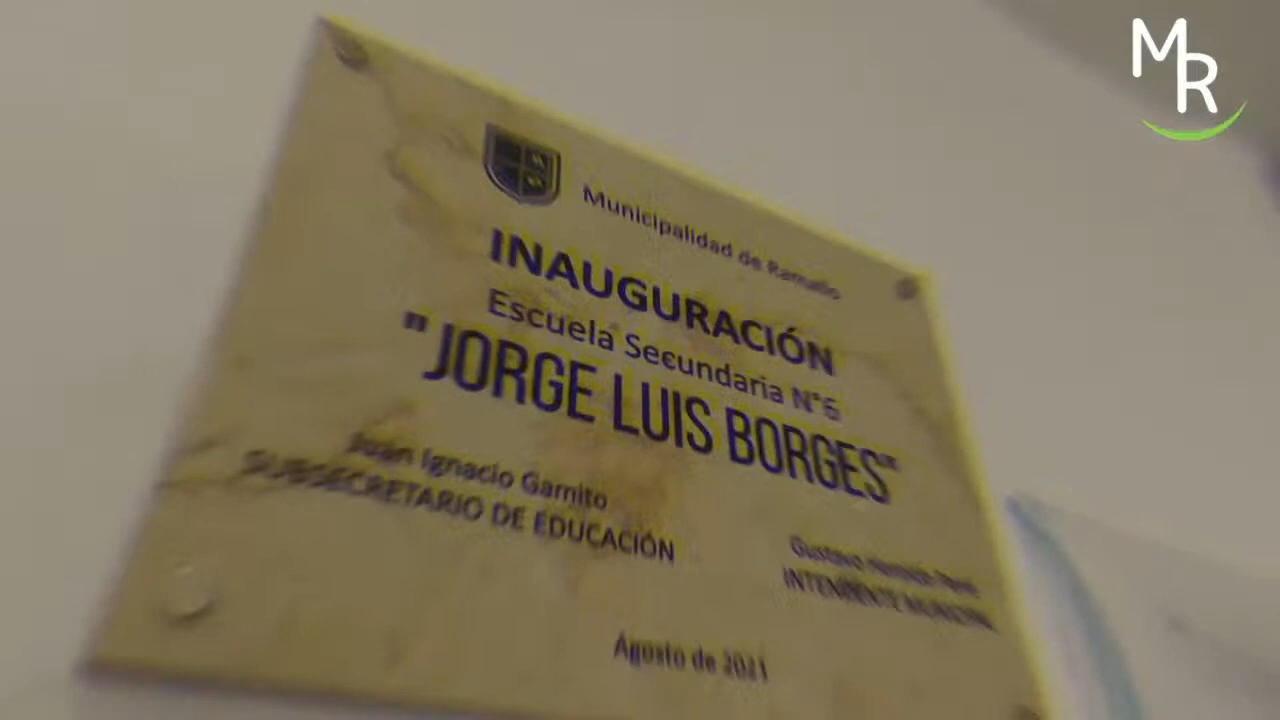 MR
Municipalidad de Ramallo
INAUGURACIÓN
Escuela Secundaria N°6
"JORGE LUIS BORGES"
Juan Ignacio Garnito
SUBSECRETARIO DE EDUCACIÓN
Gustavo
INTENDENTE MUNICIPAL
Agosto de 2021